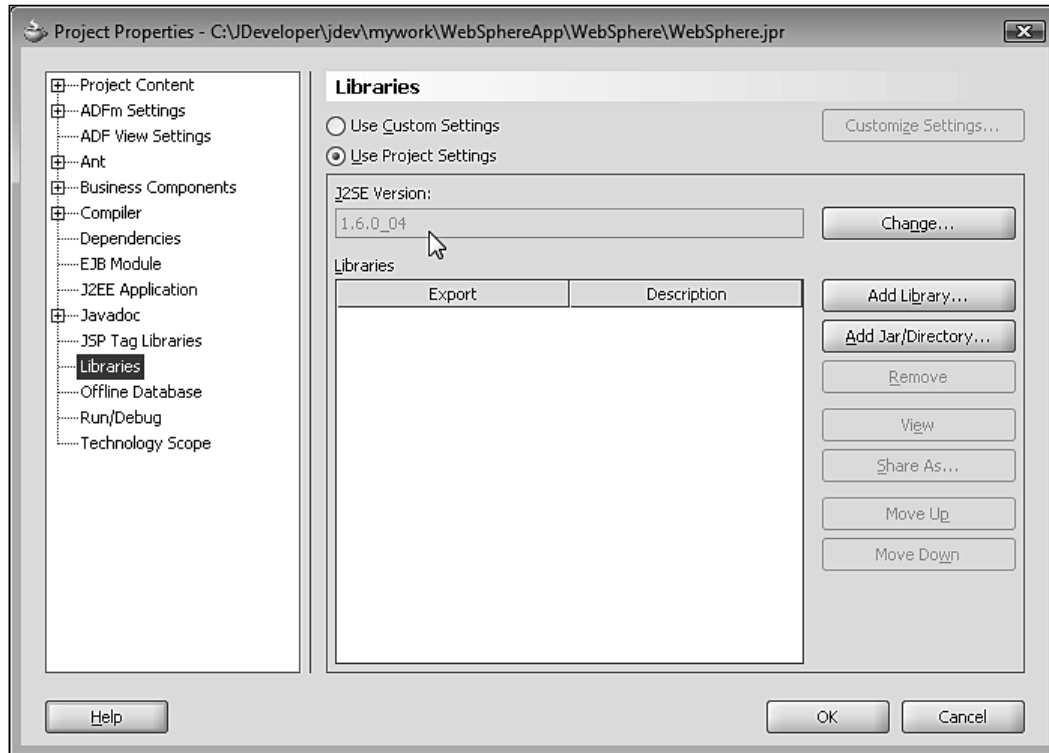 Project Properties - C:\JDeveloper\jdev\mywork\WebSphereApp\WebSphere\WebSphere.jpr
Project Content
ADFm Settings
ADF View Settings
Ant
Business Components
Compiler
Dependencies
EJB Module
J2EE Application
Javadoc
JSP Tag Libraries
Libraries
Offline Database
Run/Debug
Technology Scope
Libraries
Use Custom Settings
Customize Settings...
Use Project Settings
J2SE Version:
1.6.0_04
Change...
Libraries
Export Description
Add Library...
Add Jar/Directory...
Remove
View
Share As...
Move Up
Move Down
Help
OK
Cancel